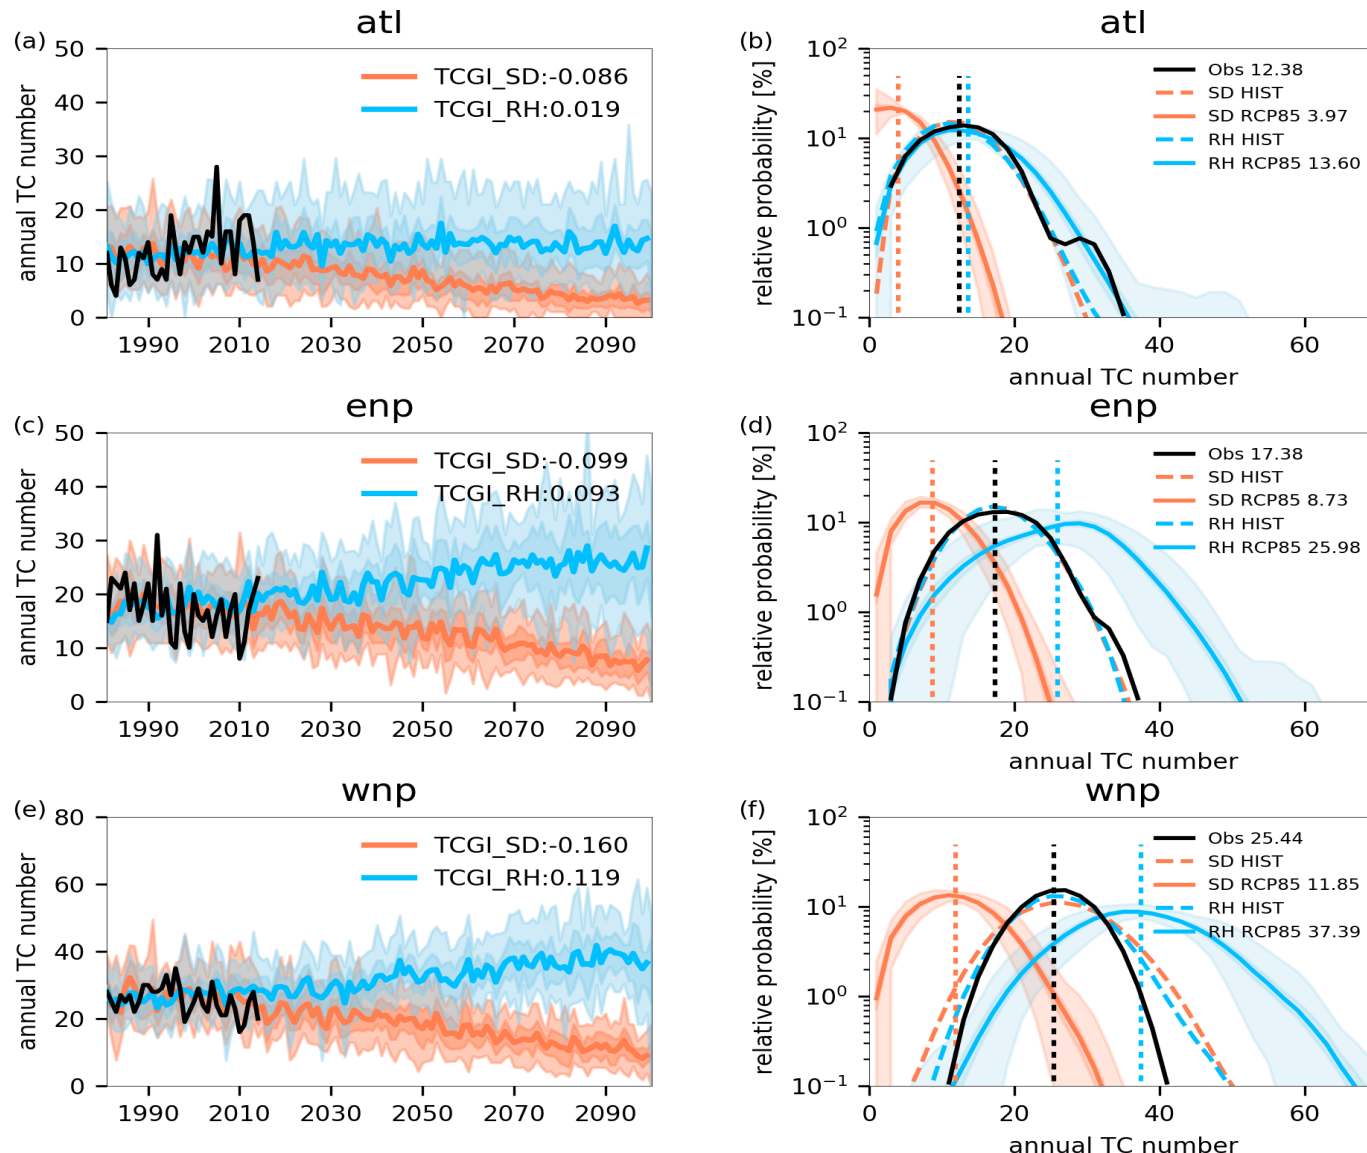 (a)
atl
annual TC number
50
40
30
20
10
0
TCGI_SD:-0.086
TCGI_RH:0.019
1990 2010 2030 2050 2070 2090
(b)
atl
relative probability [%]
10²
10¹
10⁰
10⁻¹
Obs 12.38
SD HIST
SD RCP85 3.97
RH HIST
RH RCP85 13.60
0 20 40 60
annual TC number
(c)
enp
annual TC number
50
40
30
20
10
0
TCGI_SD:-0.099
TCGI_RH:0.093
1990 2010 2030 2050 2070 2090
(d)
enp
relative probability [%]
10²
10¹
10⁰
10⁻¹
Obs 17.38
SD HIST
SD RCP85 8.73
RH HIST
RH RCP85 25.98
0 20 40 60
annual TC number
(e)
wnp
annual TC number
80
60
40
20
0
TCGI_SD:-0.160
TCGI_RH:0.119
1990 2010 2030 2050 2070 2090
(f)
wnp
relative probability [%]
10²
10¹
10⁰
10⁻¹
Obs 25.44
SD HIST
SD RCP85 11.85
RH HIST
RH RCP85 37.39
0 20 40 60
annual TC number